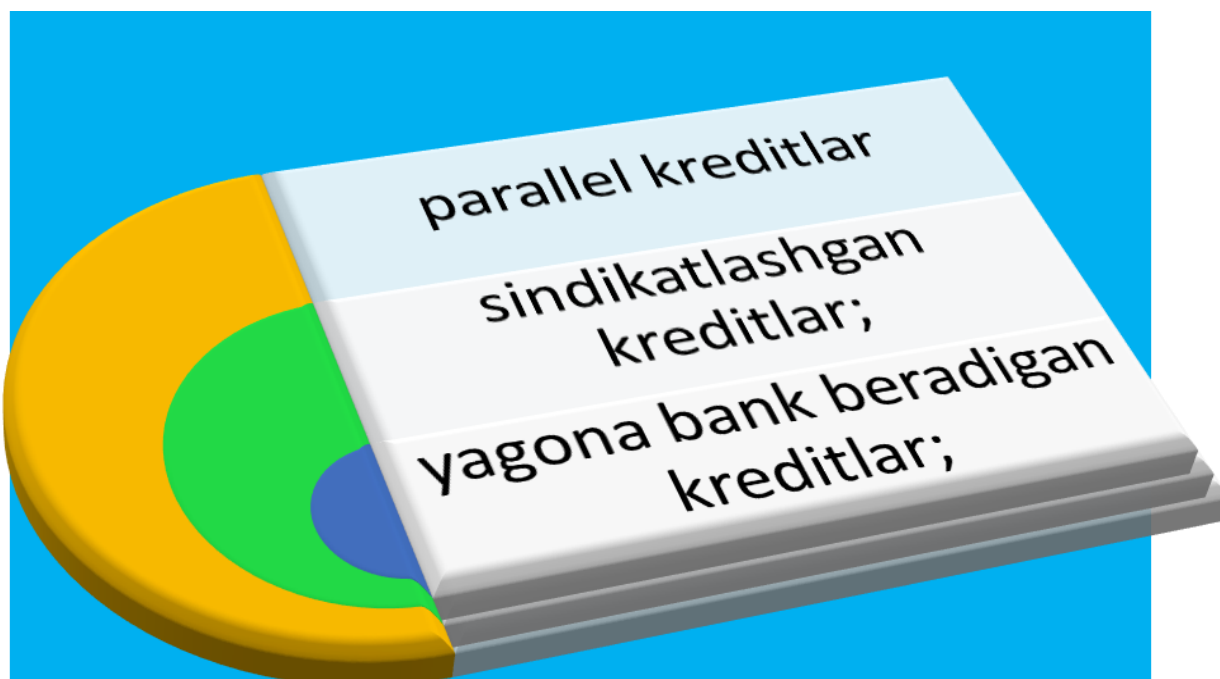 parallel kreditlar
sindikatlashgan
kreditlar;
yagona bank beradigan
kreditlar;